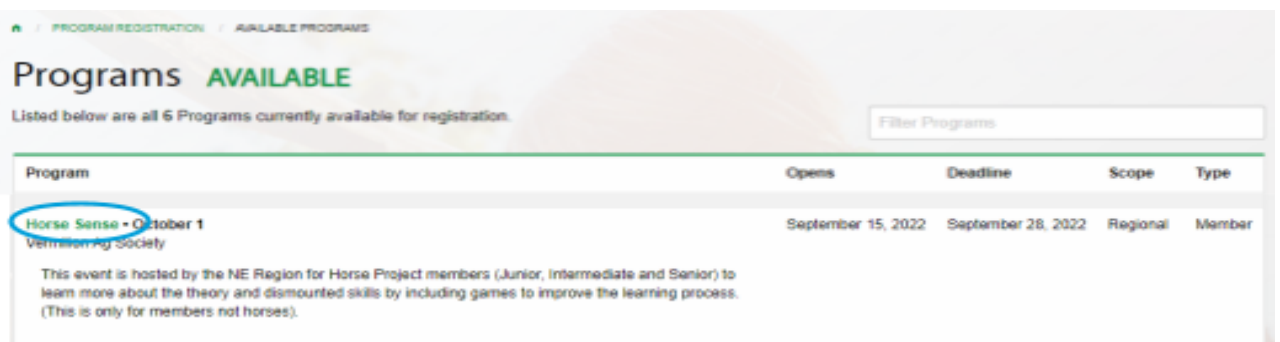 / PROGRAM REGISTRATION / AVAILABLE PROGRAMS
Programs AVAILABLE
Listed below are all 6 Programs currently available for registration.
Filter Programs
Program Opens Deadline Scope Type
Horse Sense • October 1 September 15, 2022 September 28, 2022 Regional Member
Vermilion Ag Society
This event is hosted by the NE Region for Horse Project members (Junior, Intermediate and Senior) to
learn more about the theory and dismounted skills by including games to improve the learning process.
(This is only for members not horses).